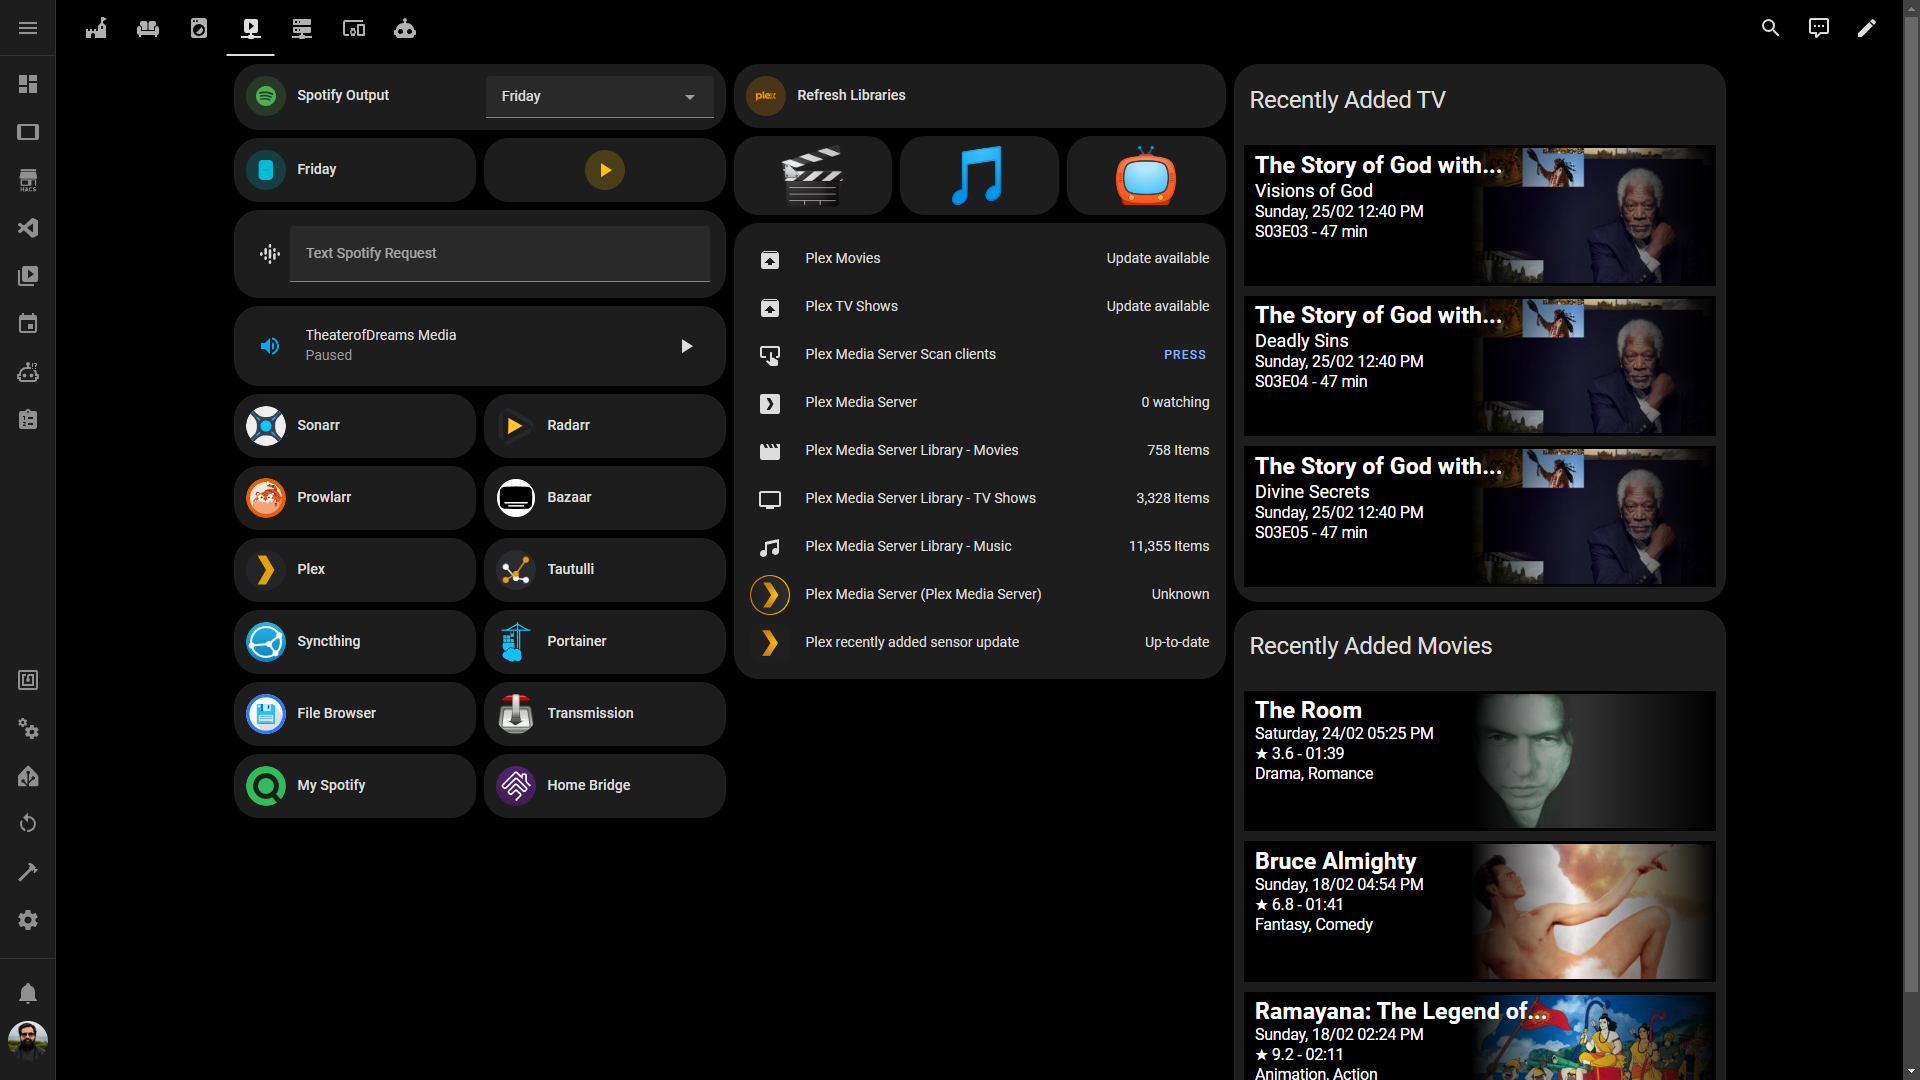 HACS
Spotify Output
Friday
Friday
Text Spotify Request
TheaterofDreams Media
Paused
Sonarr
Radarr
Prowlarr
Bazaar
Plex
Tautulli
Syncthing
Portainer
File Browser
Transmission
My Spotify
Home Bridge
plex
Refresh Libraries
Plex Movies
Update available
Plex TV Shows
Update available
Plex Media Server Scan clients
PRESS
Plex Media Server
0 watching
Plex Media Server Library - Movies
758 Items
Plex Media Server Library - TV Shows
3,328 Items
Plex Media Server Library - Music
11,355 Items
Plex Media Server (Plex Media Server)
Unknown
Plex recently added sensor update
Up-to-date
Recently Added TV
The Story of God with...
Visions of God
Sunday, 25/02 12:40 PM
S03E03 - 47 min
The Story of God with...
Deadly Sins
Sunday, 25/02 12:40 PM
S03E04 - 47 min
The Story of God with...
Divine Secrets
Sunday, 25/02 12:40 PM
S03E05 - 47 min
Recently Added Movies
The Room
Saturday, 24/02 05:25 PM
★ 3.6 - 01:39
Drama, Romance
Bruce Almighty
Sunday, 18/02 04:54 PM
★ 6.8 - 01:41
Fantasy, Comedy
Ramayana: The Legend of...
Sunday, 18/02 02:24 PM
★ 9.2 - 02:11
Animation, Action